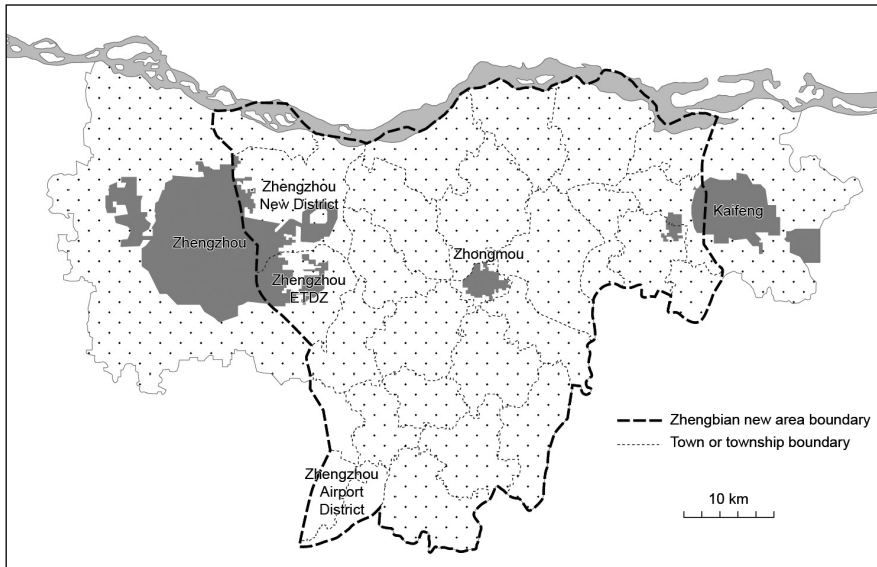 Zhengzhou
New District
Kaifeng
Zhengzhou
Zhongmou
Zhengzhou
ETDZ
Zhengbian new area boundary
Town or township boundary
Zhengzhou
Airport
District
10 km